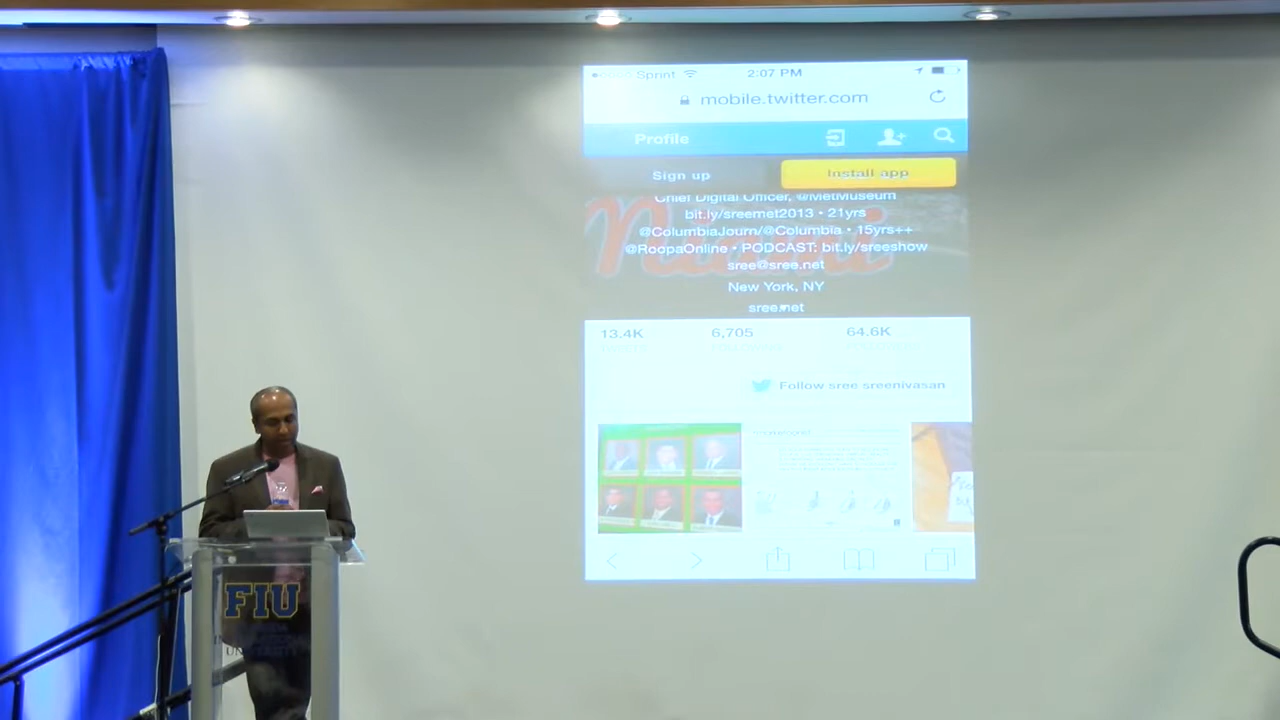 Sprint
2:07 PM
mobile.twitter.com
Profile
Sign up
Install app
Chief Digital Officer, @MetMuseum
bit.ly/sreemet2013 • 21yrs
@ColumbiaJourn/@Columbia • 15yrs++
@RoopaOnline • PODCAST: bit.ly/sreeshow
sree@sree.net
New York, NY
sree.net
Miami
13.4K
6,705
64.6K
Follow sree sreenivasan
FIU
UNIVERSITY